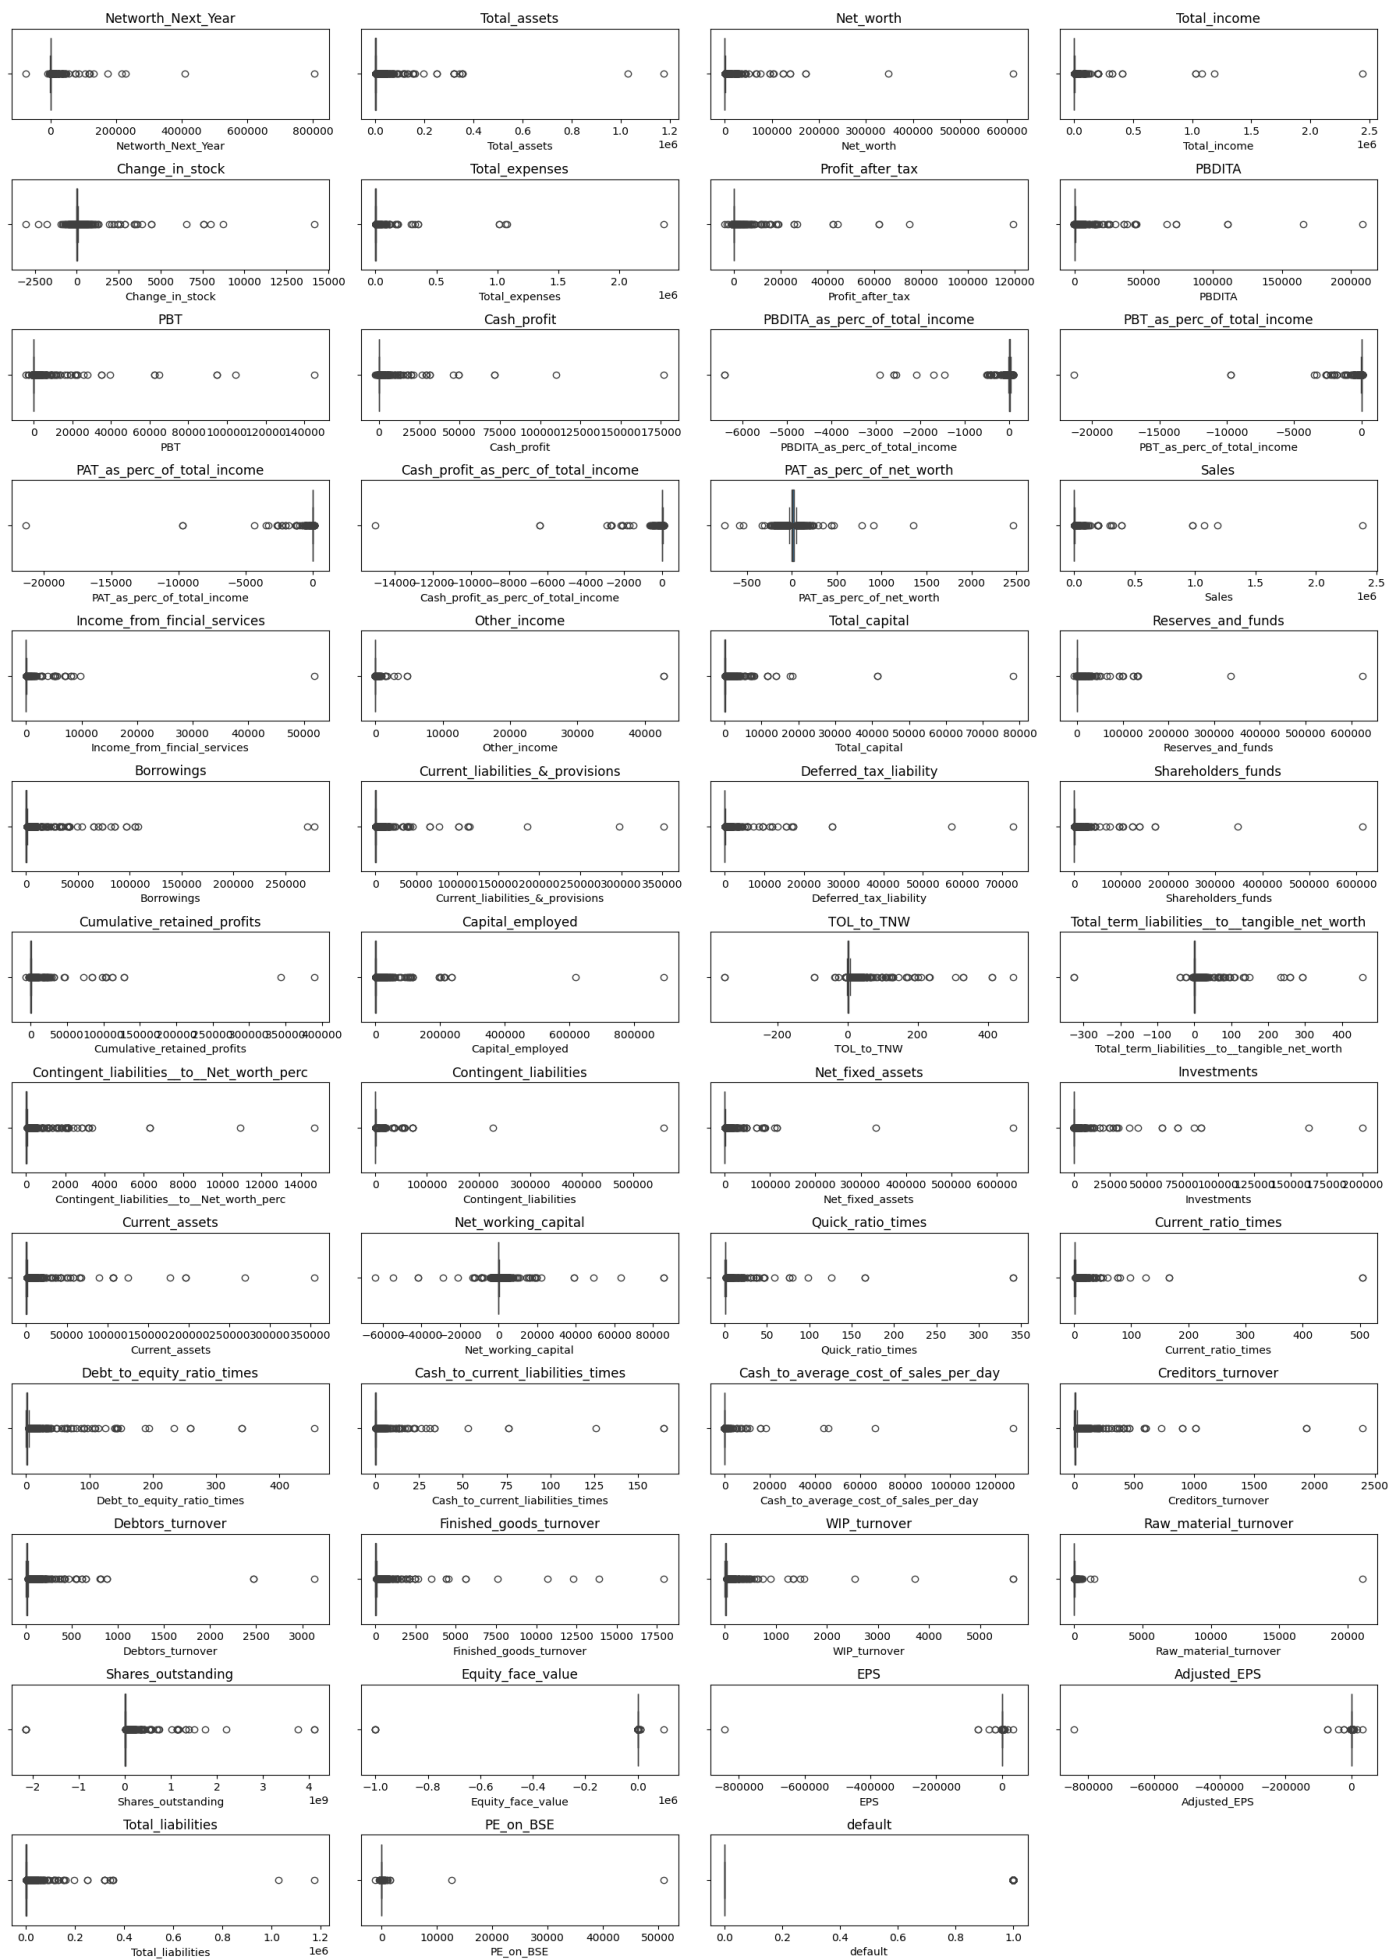 Networth_Next_Year Total_assets Net_worth Total_income
0 200000 400000 600000 800000 0.0 0.2 0.4 0.6 0.8 1.0 1.2 0 100000 200000 300000 400000 500000 600000 0.0 0.5 1.0 1.5 2.0 2.5
Networth_Next_Year Total_assets 1e6 Net_worth Total_income 1e6
Change_in_stock Total_expenses Profit_after_tax PBDITA
−2500 0 2500 5000 7500 10000 12500 15000 0.0 0.5 1.0 1.5 2.0 0 20000 40000 60000 80000 100000 120000 0 50000 100000 150000 200000
Change_in_stock Total_expenses 1e6 Profit_after_tax PBDITA
PBT Cash_profit PBDITA_as_perc_of_total_income PBT_as_perc_of_total_income
0 20000 40000 60000 80000 100000 120000 140000 0 25000 50000 75000 100000 125000 150000 175000 −6000 −5000 −4000 −3000 −2000 −1000 0 −20000 −15000 −10000 −5000 0
PBT Cash_profit PBDITA_as_perc_of_total_income PBT_as_perc_of_total_income
PAT_as_perc_of_total_income Cash_profit_as_perc_of_total_income PAT_as_perc_of_net_worth Sales
−20000 −15000 −10000 −5000 0 −14000 −12000 −10000 −8000 −6000 −4000 −2000 0 −500 0 500 1000 1500 2000 2500 0.0 0.5 1.0 1.5 2.0 2.5
PAT_as_perc_of_total_income Cash_profit_as_perc_of_total_income PAT_as_perc_of_net_worth Sales 1e6
Income_from_fincial_services Other_income Total_capital Reserves_and_funds
0 10000 20000 30000 40000 50000 0 10000 20000 30000 40000 0 10000 20000 30000 40000 50000 60000 70000 80000 0 100000 200000 300000 400000 500000 600000
Income_from_fincial_services Other_income Total_capital Reserves_and_funds
Borrowings Current_liabilities_&_provisions Deferred_tax_liability Shareholders_funds
0 50000 100000 150000 200000 250000 0 50000 100000 150000 200000 250000 300000 350000 0 10000 20000 30000 40000 50000 60000 70000 0 100000 200000 300000 400000 500000 600000
Borrowings Current_liabilities_&_provisions Deferred_tax_liability Shareholders_funds
Cumulative_retained_profits Capital_employed TOL_to_TNW Total_term_liabilities__to__tangible_net_worth
0 50000 100000 150000 200000 250000 300000 350000 400000 0 200000 400000 600000 800000 −200 0 200 400 −300 −200 −100 0 100 200 300 400
Cumulative_retained_profits Capital_employed TOL_to_TNW Total_term_liabilities__to__tangible_net_worth
Contingent_liabilities__to__Net_worth_perc Contingent_liabilities Net_fixed_assets Investments
0 2000 4000 6000 8000 10000 12000 14000 0 100000 200000 300000 400000 500000 0 100000 200000 300000 400000 500000 600000 0 25000 50000 75000 100000 125000 150000 175000 200000
Contingent_liabilities__to__Net_worth_perc Contingent_liabilities Net_fixed_assets Investments
Current_assets Net_working_capital Quick_ratio_times Current_ratio_times
0 50000 100000 150000 200000 250000 300000 350000 −60000 −40000 −20000 0 20000 40000 60000 80000 0 50 100 150 200 250 300 350 0 100 200 300 400 500
Current_assets Net_working_capital Quick_ratio_times Current_ratio_times
Debt_to_equity_ratio_times Cash_to_current_liabilities_times Cash_to_average_cost_of_sales_per_day Creditors_turnover
0 100 200 300 400 0 25 50 75 100 125 150 0 20000 40000 60000 80000 100000 120000 0 500 1000 1500 2000 2500
Debt_to_equity_ratio_times Cash_to_current_liabilities_times Cash_to_average_cost_of_sales_per_day Creditors_turnover
Debtors_turnover Finished_goods_turnover WIP_turnover Raw_material_turnover
0 500 1000 1500 2000 2500 3000 0 2500 5000 7500 10000 12500 15000 17500 0 1000 2000 3000 4000 5000 0 5000 10000 15000 20000
Debtors_turnover Finished_goods_turnover WIP_turnover Raw_material_turnover
Shares_outstanding Equity_face_value EPS Adjusted_EPS
−2 −1 0 1 2 3 4 −1.0 −0.8 −0.6 −0.4 −0.2 0.0 −800000 −600000 −400000 −200000 0 −800000 −600000 −400000 −200000 0
Shares_outstanding 1e9 Equity_face_value 1e6 EPS Adjusted_EPS
Total_liabilities PE_on_BSE default
0.0 0.2 0.4 0.6 0.8 1.0 1.2 0 10000 20000 30000 40000 50000 0.0 0.2 0.4 0.6 0.8 1.0
Total_liabilities 1e6 PE_on_BSE default